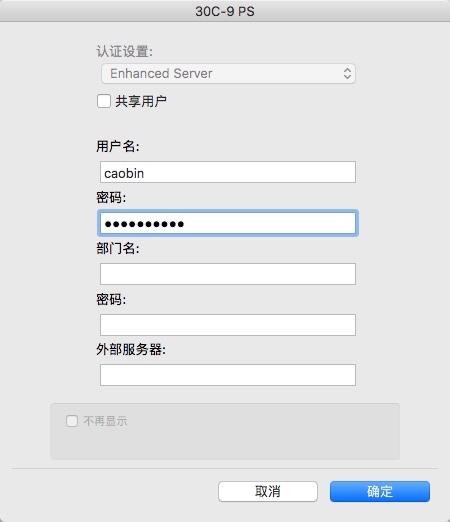 30C-9 PS
认证设置:
Enhanced Server
共享用户
用户名:
caobin
密码:
●●●●●●●●●●
部门名:
密码:
外部服务器:
不再显示
取消 确定